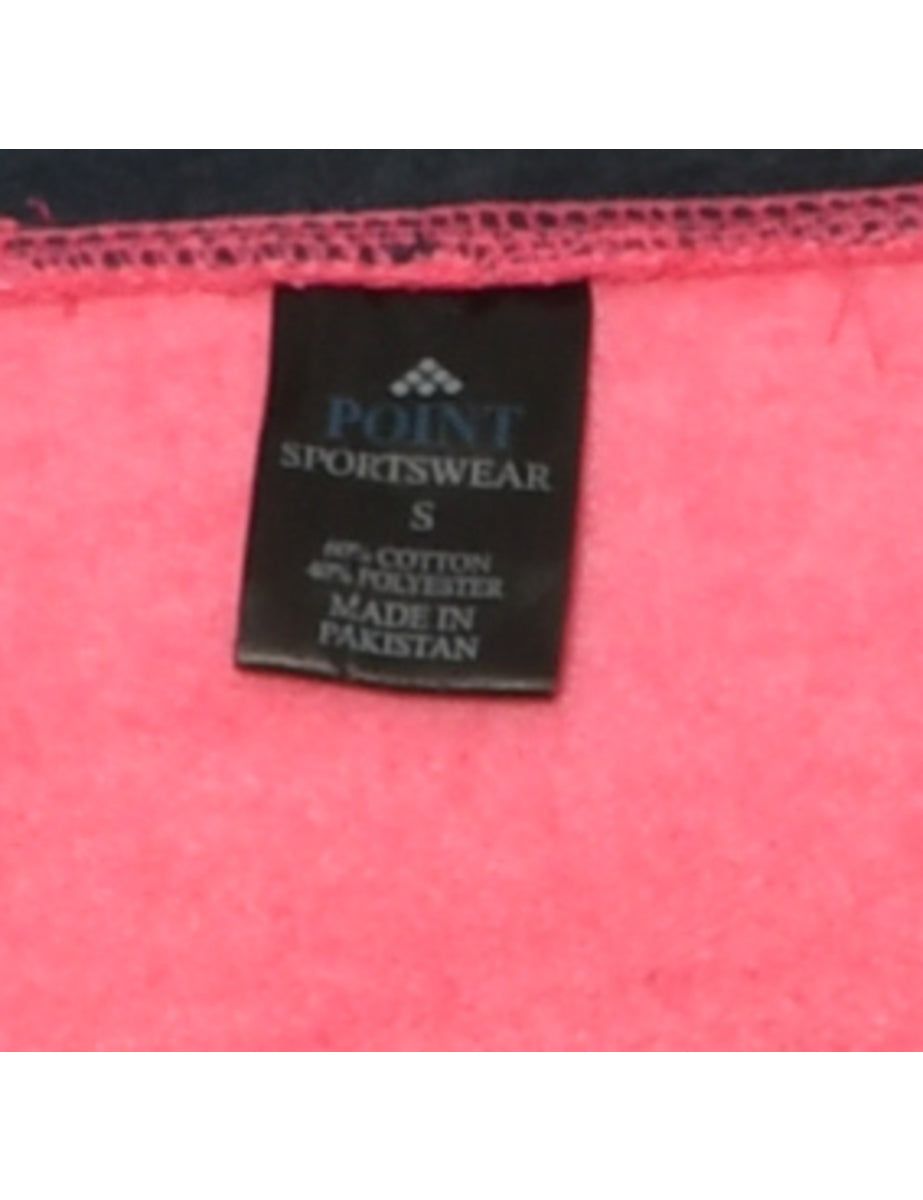 POINT
SPORTSWEAR
S
60% COTTON
40% POLYESTER
MADE IN
PAKISTAN